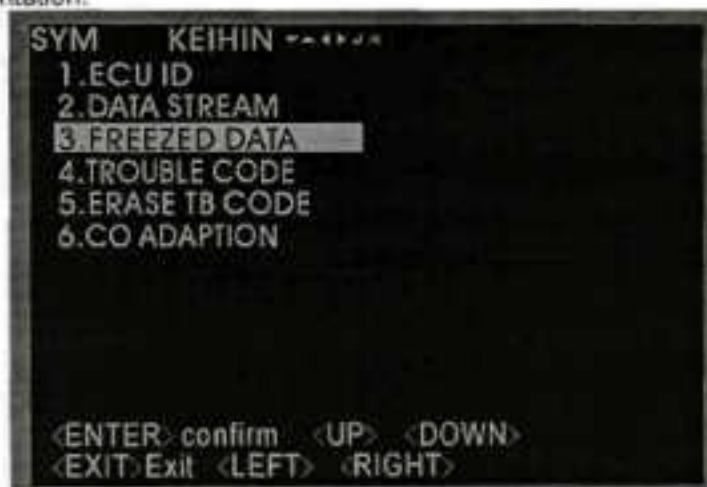 SYM KEIHIN
1.ECU ID
2.DATA STREAM
3.FREEZED DATA
4.TROUBLE CODE
5.ERASE TB CODE
6.CO ADAPTION
<ENTER> confirm <UP> <DOWN>
<EXIT>Exit <LEFT> <RIGHT>